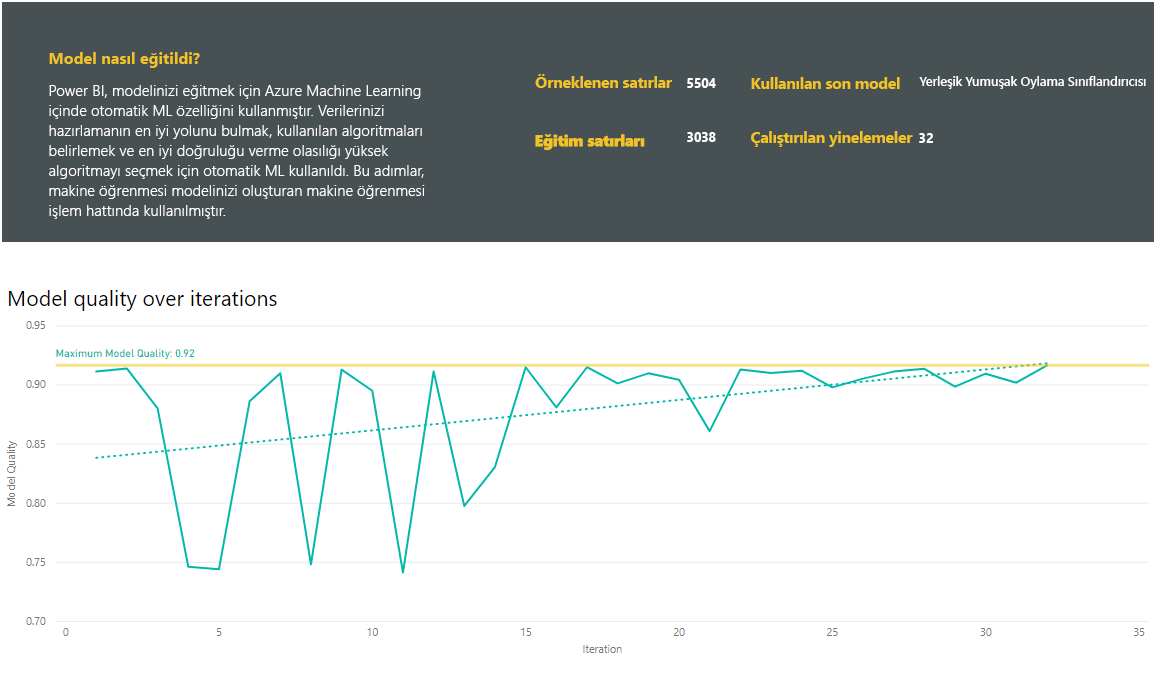 Model nasıl eğitildi?
Power BI, modelinizi eğitmek için Azure Machine Learning
içinde otomatik ML özelliğini kullanmıştır. Verilerinizi
hazırlamanın en iyi yolunu bulmak, kullanılan algoritmaları
belirlemek ve en iyi doğruluğu verme olasılığı yüksek
algoritmayı seçmek için otomatik ML kullanıldı. Bu adımlar,
makine öğrenmesi modelinizi oluşturan makine öğrenmesi
işlem hattında kullanılmıştır.
Örneklenen satırlar 5504 Kullanılan son model Yerleşik Yumuşak Oylama Sınıflandırıcısı
Eğitim satırları 3038 Çalıştırılan yinelemeler 32
Model quality over iterations
0.95
Maximum Model Quality: 0.92
0.90
0.85
Model Quality
0.80
0.75
0.70
0 5 10 15 20 25 30 35
Iteration